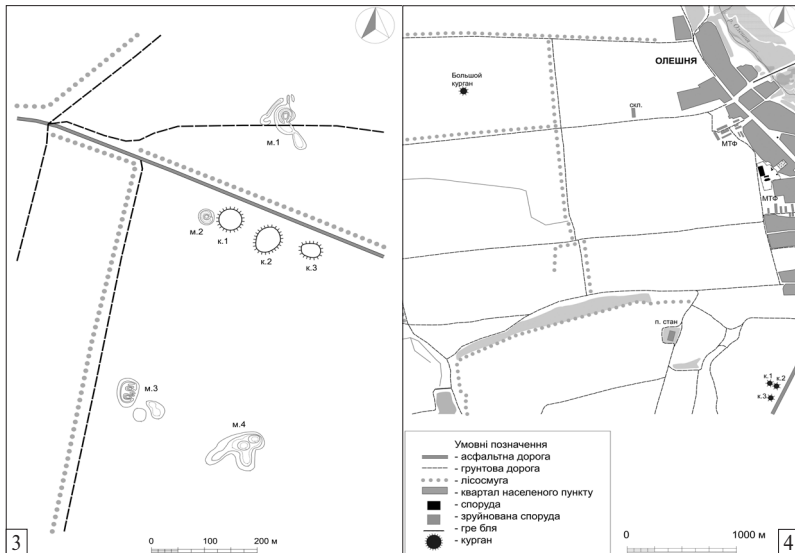 м.1
м.2
к.1
к.2
к.3
м.3
м.4
3
0 100 200 м
ОЛЕШНЯ
Большой
курган
скл.
МТФ
МТФ
п. стан
к.1
к.2
к.3
Умовні позначення
- асфальтна дорога
- грунтова дорога
- лісосмуга
- квартал населеного пункту
- споруда
- зруйнована споруда
- гре бля
- курган
0 1000 м
4